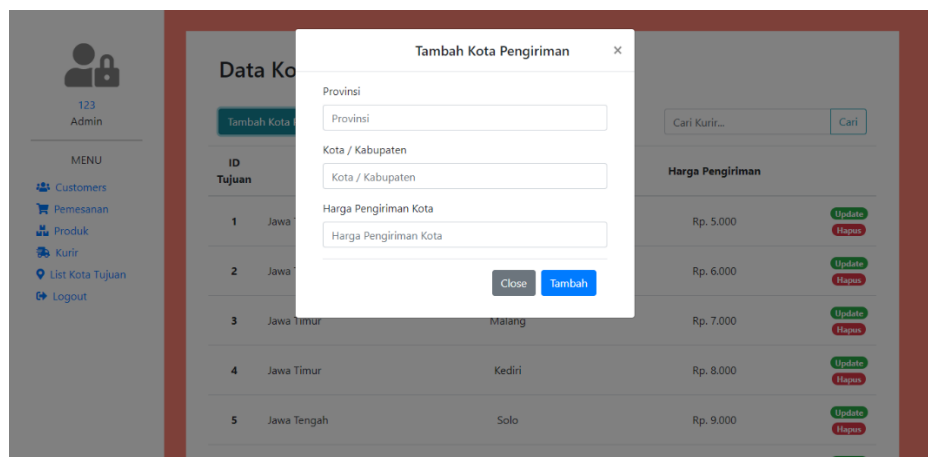 123
Admin
MENU
Customers
Pemesanan
Produk
Kurir
List Kota Tujuan
Logout
Data Ko
Tambah Kota
Cari Kurir...
Cari
Tambah Kota Pengiriman
×
Provinsi
Provinsi
Kota / Kabupaten
Kota / Kabupaten
Harga Pengiriman Kota
Harga Pengiriman Kota
Close
Tambah
ID
Tujuan
Harga Pengiriman
1 Jawa Rp. 5.000
Update
Hapus
2 Jawa Rp. 6.000
Update
Hapus
3 Jawa Timur Malang Rp. 7.000
Update
Hapus
4 Jawa Timur Kediri Rp. 8.000
Update
Hapus
5 Jawa Tengah Solo Rp. 9.000
Update
Hapus